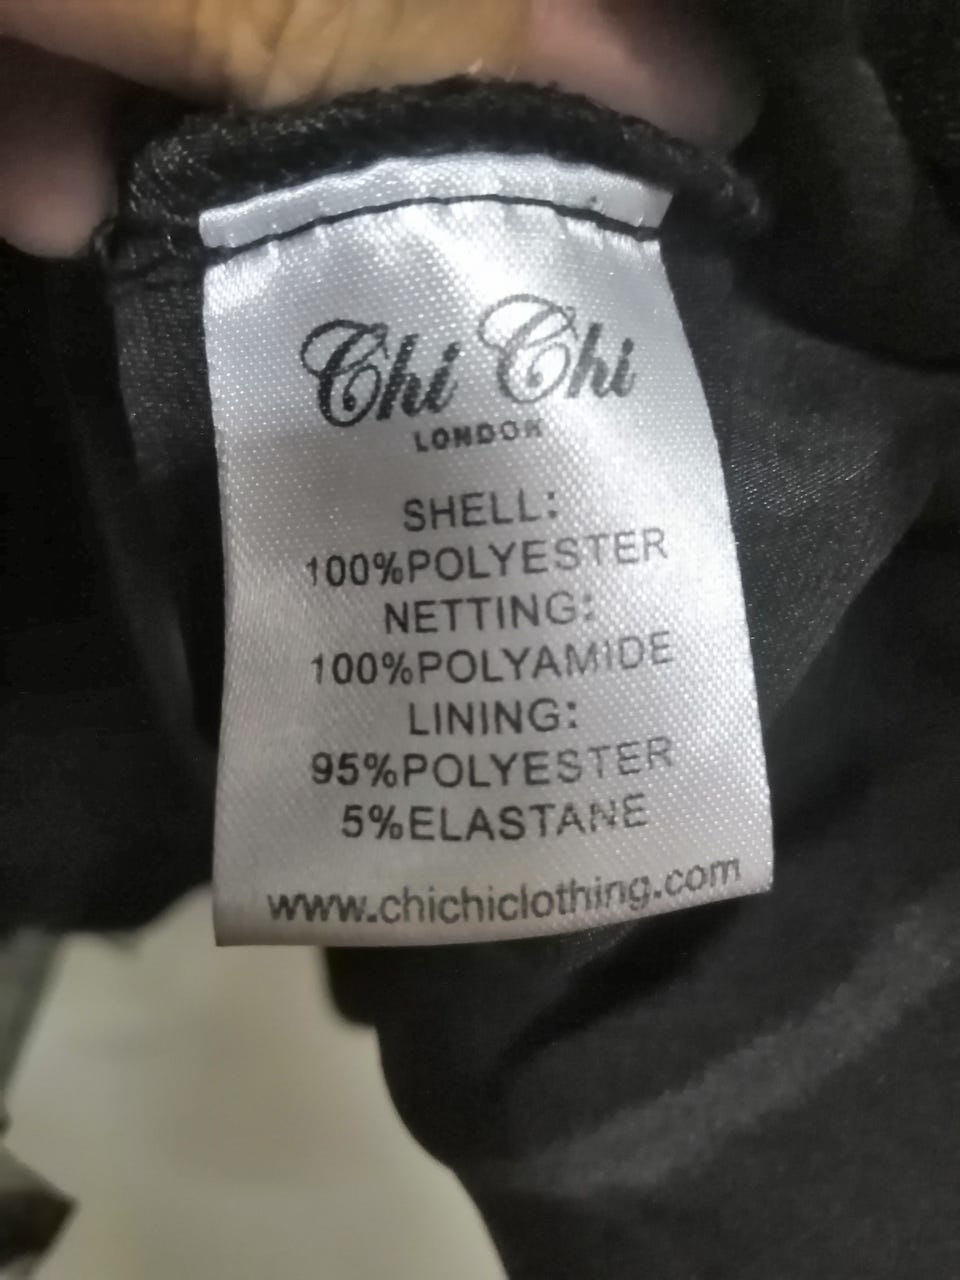 Chi Chi
LONDON
SHELL:
100%POLYESTER
NETTING:
100%POLYAMIDE
LINING:
95%POLYESTER
5%ELASTANE
www.chichiclothing.com